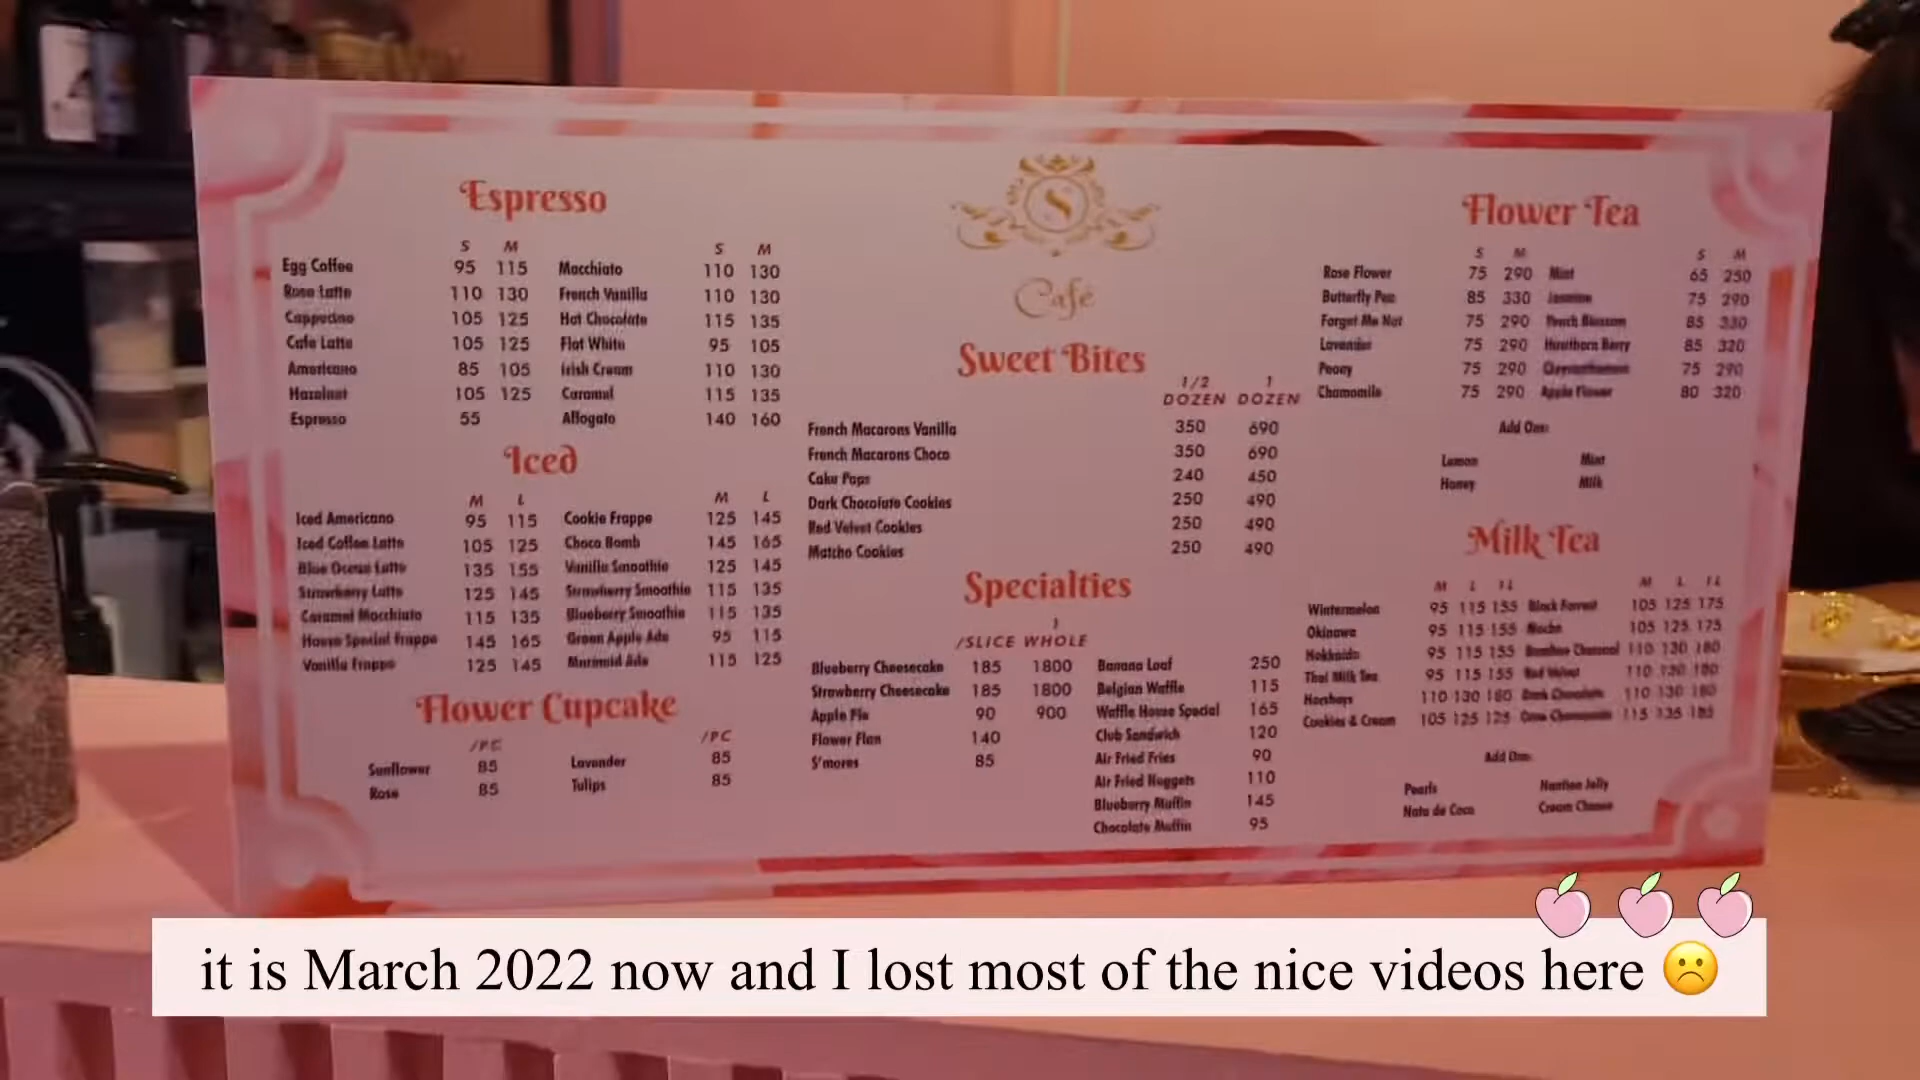 Espresso
S M S M
Egg Coffee 95 115 Macchiato 110 130
Rose Latte 110 130 French Vanilla 110 130
Cappucino 105 125 Hot Chocolate 115 135
Cafe Latte 105 125 Flat White 95 105
Americano 85 105 Irish Cream 110 130
Hazelnut 105 125 Caramel 115 135
Espresso 55 Affogato 140 160
Iced
M L M L
Iced Americano 95 115 Cookie Frappe 125 145
Iced Coffee Latte 105 125 Choco Bomb 145 165
Blue Ocean Latte 135 155 Vanilla Smoothie 125 145
Strawberry Latte 125 145 Strawberry Smoothie 115 135
Caramel Macchiato 115 135 Blueberry Smoothie 115 135
House Special Frappe 145 165 Green Apple Ade 95 115
Vanilla Frappe 125 145 Mermaid Ade 115 125
Flower Cupcake
/PC /PC
Sunflower 85 Lavender 85
Rose 85 Tulips 85
S
Café
Sweet Bites
1/2 DOZEN 1 DOZEN
French Macarons Vanilla 350 690
French Macarons Choco 350 690
Cake Pops 240 450
Dark Chocolate Cookies 250 490
Red Velvet Cookies 250 490
Matcha Cookies 250 490
Specialties
/SLICE 1 WHOLE
Blueberry Cheesecake 185 1800 Banana Loaf 250
Strawberry Cheesecake 185 1800 Belgian Waffle 115
Apple Pie 90 900 Waffle House Special 165
Flower Flan 140 Club Sandwich 120
S'mores 85 Air Fried Fries 90
Air Fried Nuggets 110
Blueberry Muffin 145
Chocolate Muffin 95
Flower Tea
S M S M
Rose Flower 75 290 Mint 65 250
Butterfly Pea 85 330 Jasmine 75 290
Forget Me Not 75 290 Peach Blossom 85 330
Lavender 75 290 Hawthorn Berry 85 320
Peony 75 290 75 290
Chamomile 75 290 Apple Flower 80 320
Add Ons:
Lemon Mint
Honey Milk
Milk Tea
M L 1L M L 1L
Wintermelon 95 115 155 Black Forrest 105 125 175
Okinawa 95 115 155 Mocha 105 125 175
Hokkaido 95 115 155 Bamboo Charcoal 110 130 180
Thai Milk Tea 95 115 155 Red Velvet 110 130 180
Hersheys 110 130 180 Dark Chocolate 110 130 180
Cookies & Cream 105 125 125 115 135 185
Add Ons:
Pearls Nantien Jelly
Nata de Coco Cream Cheese
it is March 2022 now and I lost most of the nice videos here ☹️